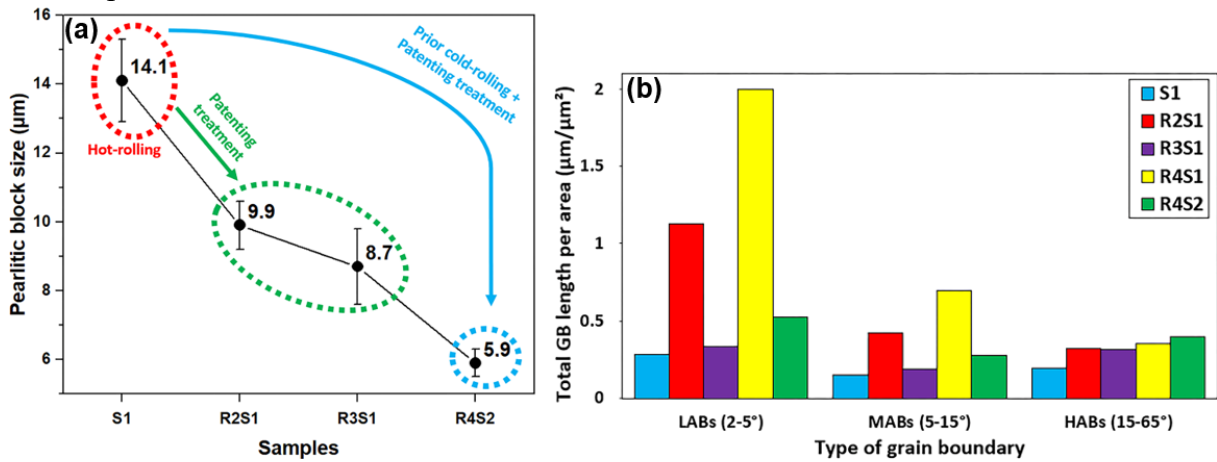 (a)
16
14
12
10
8
6
Pearlitic block size (μm)
14.1
Hot-rolling
Patenting
treatment
Prior cold-rolling +
Patenting treatment
9.9
8.7
5.9
S1
R2S1
R3S1
R4S2
Samples
(b)
2
1.5
1
0.5
0
Total GB length per area (μm/μm²)
S1
R2S1
R3S1
R4S1
R4S2
LABs (2-5°)
MABs (5-15°)
HABs (15-65°)
Type of grain boundary